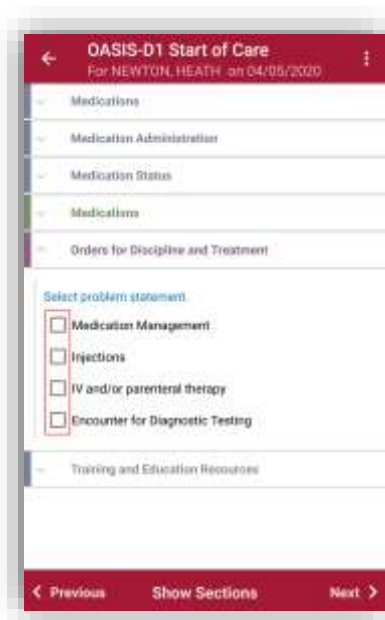 OASIS-D1 Start of Care
For NEWTON, HEATH on 04/05/2020
Medications
Medication Administration
Medication Status
Medications
Orders for Discipline and Treatment
Select problem statement
Medication Management
Injections
IV and/or parenteral therapy
Encounter for Diagnostic Testing
Training and Education Resources
Previous Show Sections Next